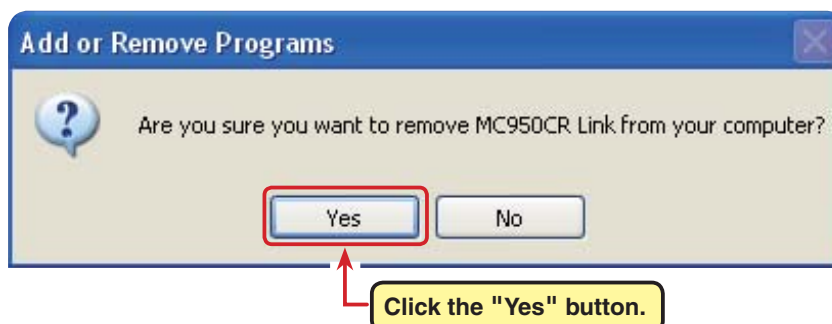 Add or Remove Programs
Are you sure you want to remove MC950CR Link from your computer?
Yes
No
Click the "Yes" button.